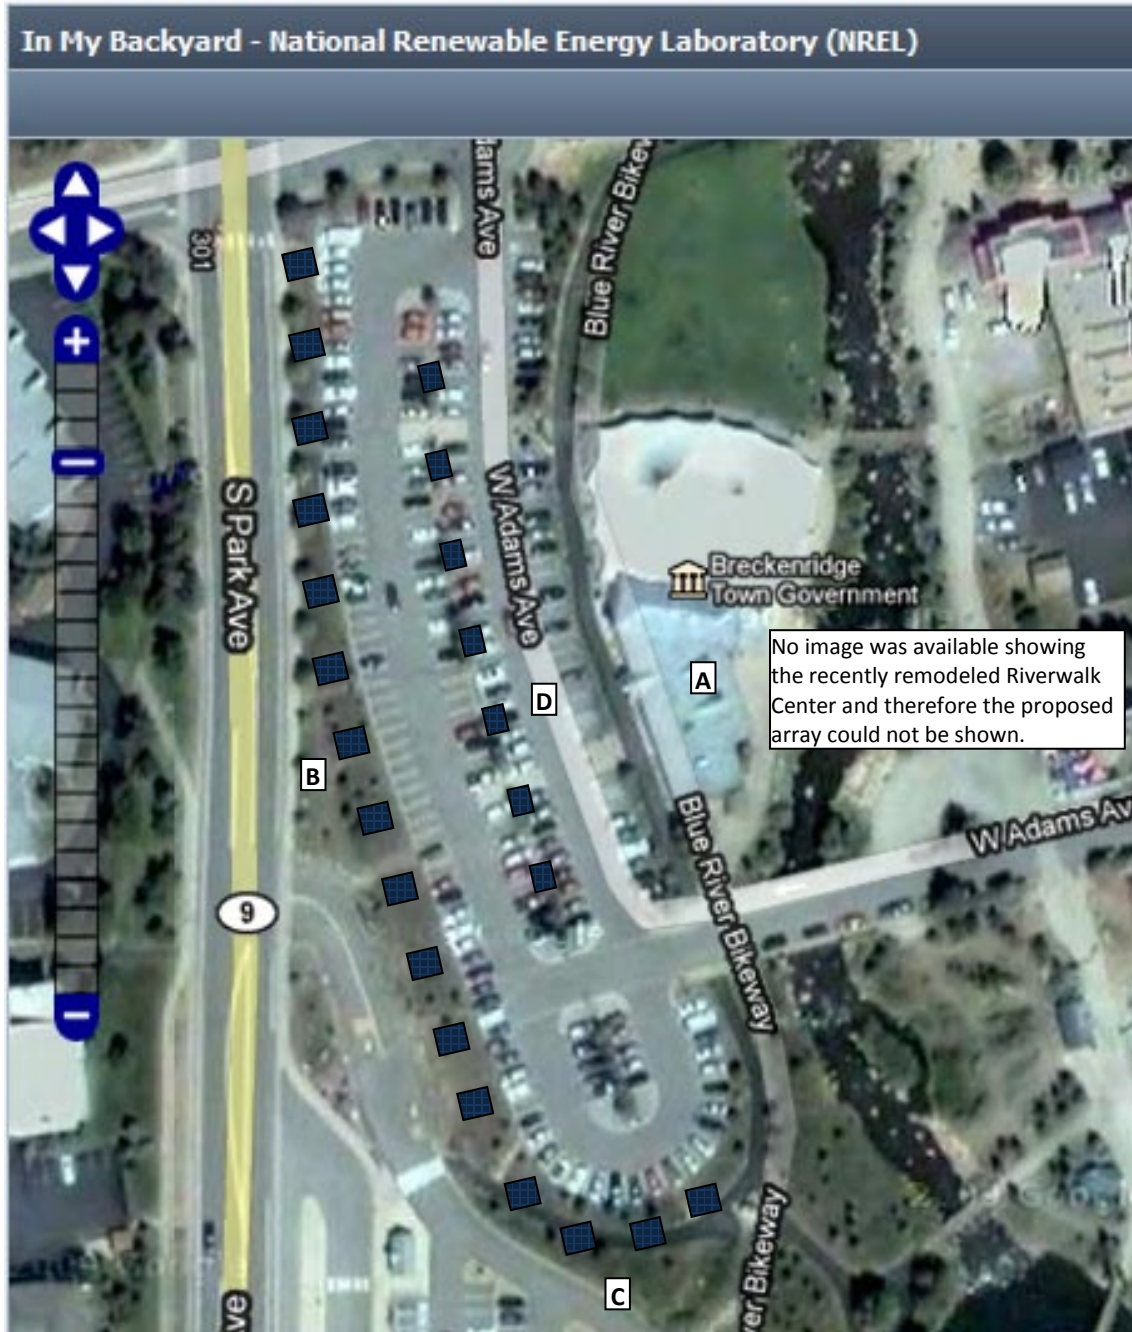 In My Backyard - National Renewable Energy Laboratory (NREL)
dams Ave
Blue River Bikew
301
S Park Ave
W Adams Ave
Breckenridge
Town Government
A
No image was available showing
the recently remodeled Riverwalk
Center and therefore the proposed
array could not be shown.
D
B
Blue River Bikeway
W Adams Av
9
C
ver Bikeway
ve